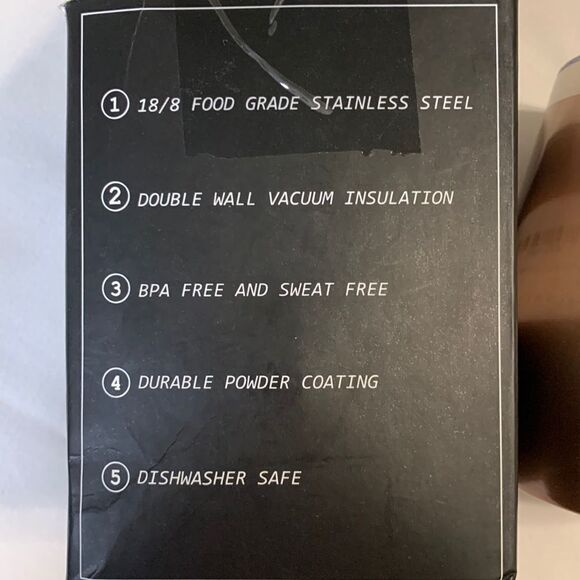 1 18/8 FOOD GRADE STAINLESS STEEL
2 DOUBLE WALL VACUUM INSULATION
3 BPA FREE AND SWEAT FREE
4 DURABLE POWDER COATING
5 DISHWASHER SAFE